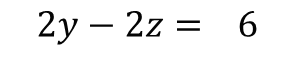 2y − 2z = 6